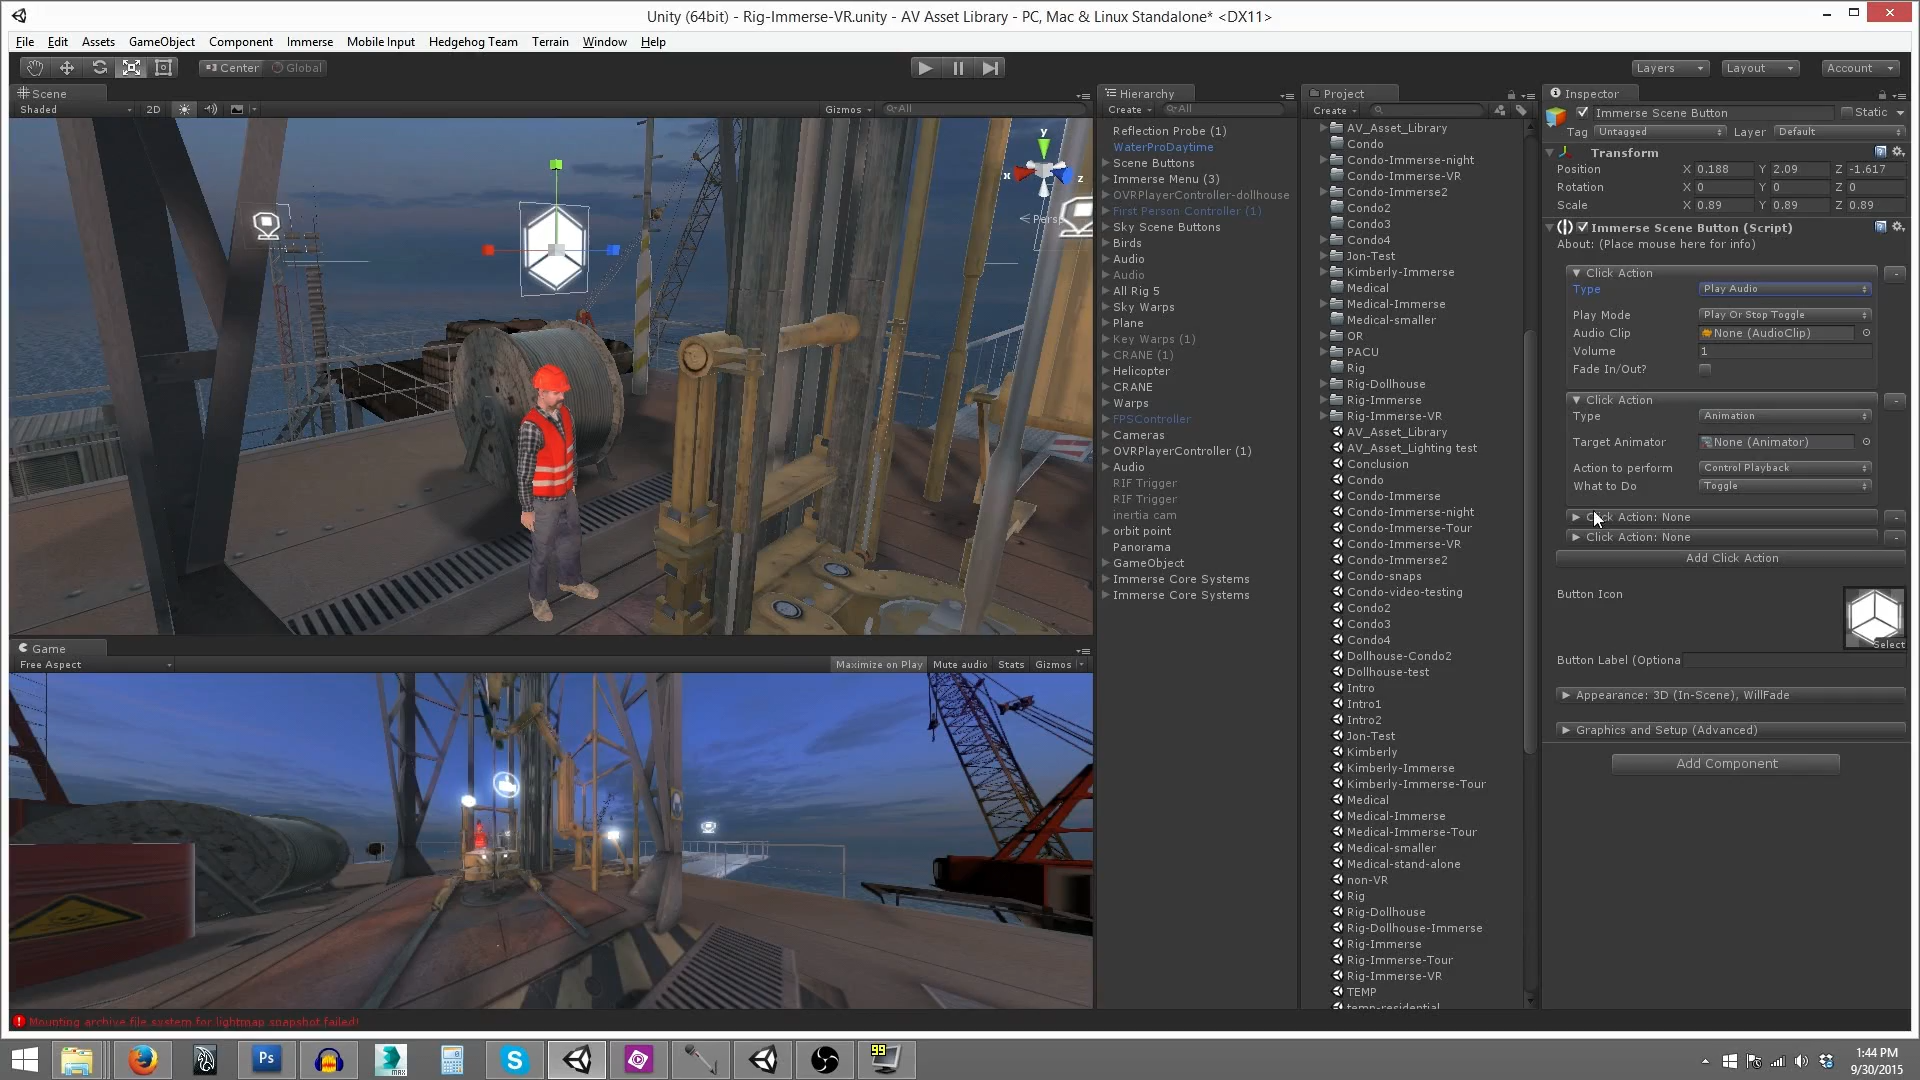 Unity (64bit) - Rig-Immerse-VR.unity - AV Asset Library - PC, Mac & Linux Standalone* <DX11>
File Edit Assets GameObject Component Immerse Mobile Input Hedgehog Team Terrain Window Help
Center Global
Layers Layout Account
Scene
Shaded 2D Gizmos All
y
x
z
Persp
Game
Free Aspect Maximize on Play Mute audio Stats Gizmos
Mounting archive file system for lightmap snapshot failed!
Hierarchy
Create All
Reflection Probe (1)
WaterProDaytime
Scene Buttons
Immerse Menu (3)
OVRPlayerController-dollhouse
First Person Controller (1)
Sky Scene Buttons
Birds
Audio
Audio
All Rig 5
Sky Warps
Plane
Key Warps (1)
CRANE (1)
Helicopter
CRANE
Warps
FPSController
Cameras
OVRPlayerController (1)
Audio
RIF Trigger
RIF Trigger
inertia cam
orbit point
Panorama
GameObject
Immerse Core Systems
Immerse Core Systems
Project
Create
AV_Asset_Library
Condo
Condo-Immerse-night
Condo-Immerse-VR
Condo-Immerse2
Condo2
Condo3
Condo4
Jon-Test
Kimberly-Immerse
Medical
Medical-Immerse
Medical-smaller
OR
PACU
Rig
Rig-Dollhouse
Rig-Immerse
Rig-Immerse-VR
AV_Asset_Library
AV_Asset_Lighting test
Conclusion
Condo
Condo-Immerse
Condo-Immerse-night
Condo-Immerse-Tour
Condo-Immerse-VR
Condo-Immerse2
Condo-snaps
Condo-video-testing
Condo2
Condo3
Condo4
Dollhouse-Condo2
Dollhouse-test
Intro
Intro1
Intro2
Jon-Test
Kimberly
Kimberly-Immerse
Kimberly-Immerse-Tour
Medical
Medical-Immerse
Medical-Immerse-Tour
Medical-smaller
Medical-stand-alone
non-VR
Rig
Rig-Dollhouse
Rig-Dollhouse-Immerse
Rig-Immerse
Rig-Immerse-Tour
Rig-Immerse-VR
TEMP
temp-residential
Inspector
Immerse Scene Button Static
Tag Untagged Layer Default
Transform
Position X 0.188 Y 2.09 Z -1.617
Rotation X 0 Y 0 Z 0
Scale X 0.89 Y 0.89 Z 0.89
Immerse Scene Button (Script)
About: (Place mouse here for info)
Click Action -
Type Play Audio
Play Mode Play Or Stop Toggle
Audio Clip None (AudioClip)
Volume 1
Fade In/Out?
Click Action -
Type Animation
Target Animator None (Animator)
Action to perform Control Playback
What to Do Toggle
Click Action: None -
Click Action: None -
Add Click Action
Button Icon
Select
Button Label (Optiona
Appearance: 3D (In-Scene), WillFade
Graphics and Setup (Advanced)
Add Component
Ps
MAX
S
99
1:44 PM
9/30/2015